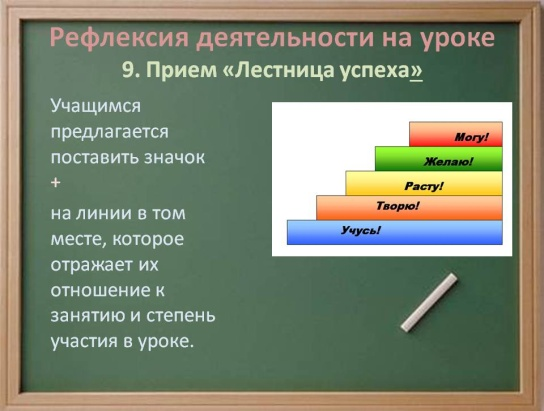 Рефлексия деятельности на уроке
9. Прием «Лестница успеха»
Учащимся
предлагается
поставить значок
+
на линии в том
месте, которое
отражает их
отношение к
занятию и степень
участия в уроке.
Могу!
Желаю!
Расту!
Творю!
Учусь!